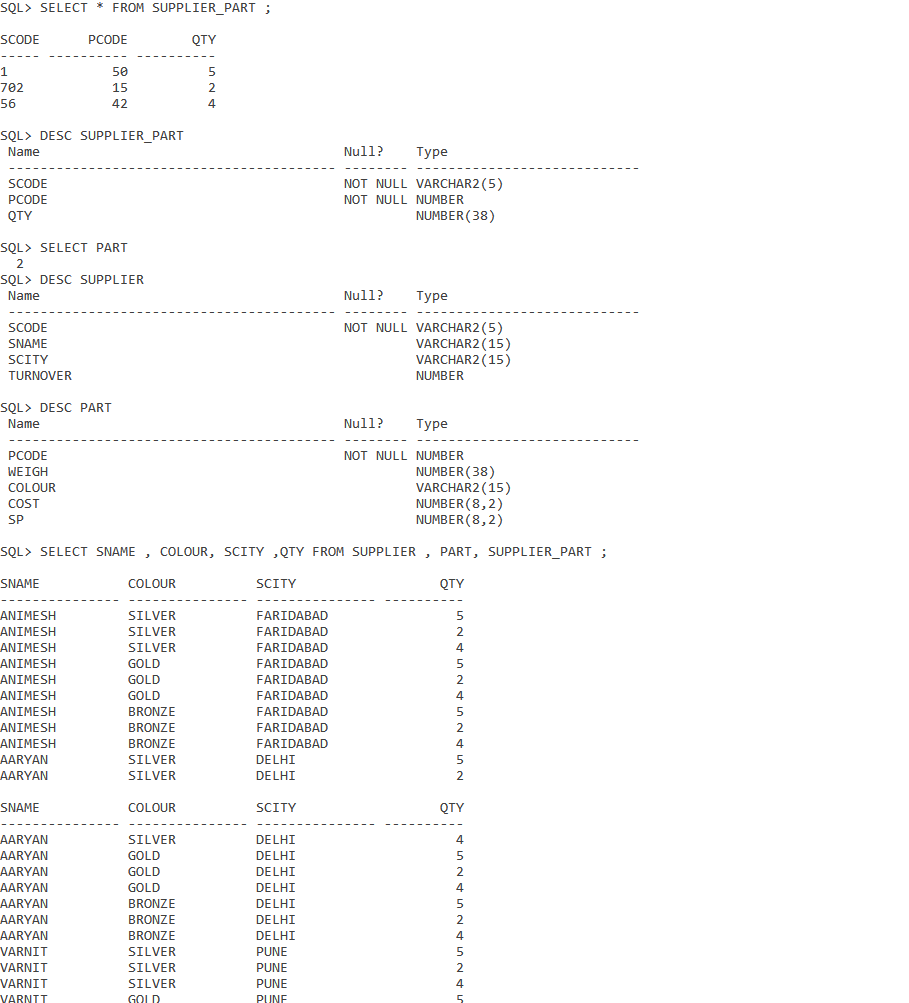 SQL> SELECT * FROM SUPPLIER_PART ;
SCODE      PCODE        QTY
----- ---------- ----------
1             50          5
702           15          2
56            42          4
SQL> DESC SUPPLIER_PART
 Name                                      Null?    Type
 ----------------------------------------- -------- ----------------------------
 SCODE                                     NOT NULL VARCHAR2(5)
 PCODE                                     NOT NULL NUMBER
 QTY                                                NUMBER(38)
SQL> SELECT PART
  2
SQL> DESC SUPPLIER
 Name                                      Null?    Type
 ----------------------------------------- -------- ----------------------------
 SCODE                                     NOT NULL VARCHAR2(5)
 SNAME                                              VARCHAR2(15)
 SCITY                                              VARCHAR2(15)
 TURNOVER                                           NUMBER
SQL> DESC PART
 Name                                      Null?    Type
 ----------------------------------------- -------- ----------------------------
 PCODE                                     NOT NULL NUMBER
 WEIGH                                              NUMBER(38)
 COLOUR                                             VARCHAR2(15)
 COST                                               NUMBER(8,2)
 SP                                                 NUMBER(8,2)
SQL> SELECT SNAME , COLOUR, SCITY ,QTY FROM SUPPLIER , PART, SUPPLIER_PART ;
SNAME           COLOUR          SCITY                  QTY
--------------- --------------- --------------- ----------
ANIMESH         SILVER          FARIDABAD                5
ANIMESH         SILVER          FARIDABAD                2
ANIMESH         SILVER          FARIDABAD                4
ANIMESH         GOLD            FARIDABAD                5
ANIMESH         GOLD            FARIDABAD                2
ANIMESH         GOLD            FARIDABAD                4
ANIMESH         BRONZE          FARIDABAD                5
ANIMESH         BRONZE          FARIDABAD                2
ANIMESH         BRONZE          FARIDABAD                4
AARYAN          SILVER          DELHI                    5
AARYAN          SILVER          DELHI                    2
SNAME           COLOUR          SCITY                  QTY
--------------- --------------- --------------- ----------
AARYAN          SILVER          DELHI                    4
AARYAN          GOLD            DELHI                    5
AARYAN          GOLD            DELHI                    2
AARYAN          GOLD            DELHI                    4
AARYAN          BRONZE          DELHI                    5
AARYAN          BRONZE          DELHI                    2
AARYAN          BRONZE          DELHI                    4
VARNIT          SILVER          PUNE                     5
VARNIT          SILVER          PUNE                     2
VARNIT          SILVER          PUNE                     4
VARNIT          GOLD            PUNE                     5